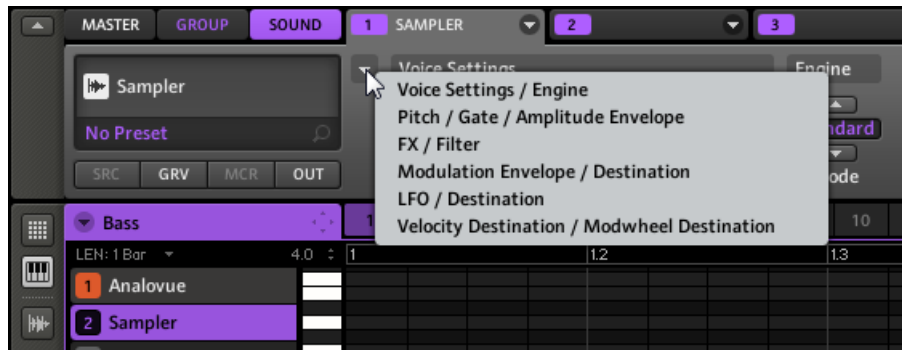 MASTER GROUP SOUND 1 SAMPLER 2 3
Voice Settings Engine
Sampler
Voice Settings / Engine
Pitch / Gate / Amplitude Envelope
No Preset
FX / Filter
SRC GRV MCR OUT
Modulation Envelope / Destination
LFO / Destination
Velocity Destination / Modwheel Destination
Bass 1 10
LEN: 1 Bar 4.0 1 1.2 1.3
1 Analovue
2 Sampler